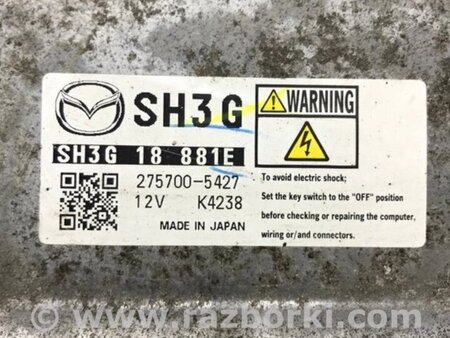 SH3G
SH3G 18 881E
275700-5427
12V K4238
MADE IN JAPAN
WARNING
To avoid electric shock;
Set the key switch to the "OFF" position
before checking or repairing the computer,
wiring or/and connectors.
www.razborki.com